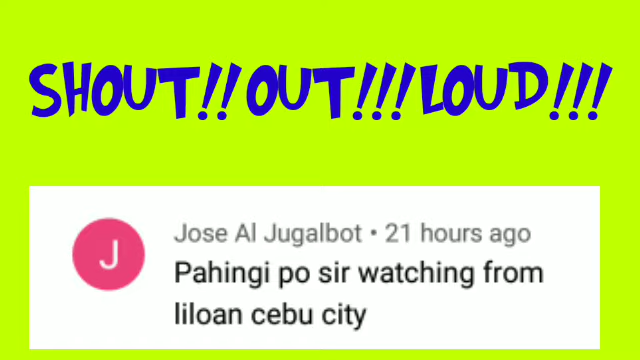 SHOUT!! OUT!!! LOUD!!!
J
Jose Al Jugalbot • 21 hours ago
Pahingi po sir watching from
liloan cebu city